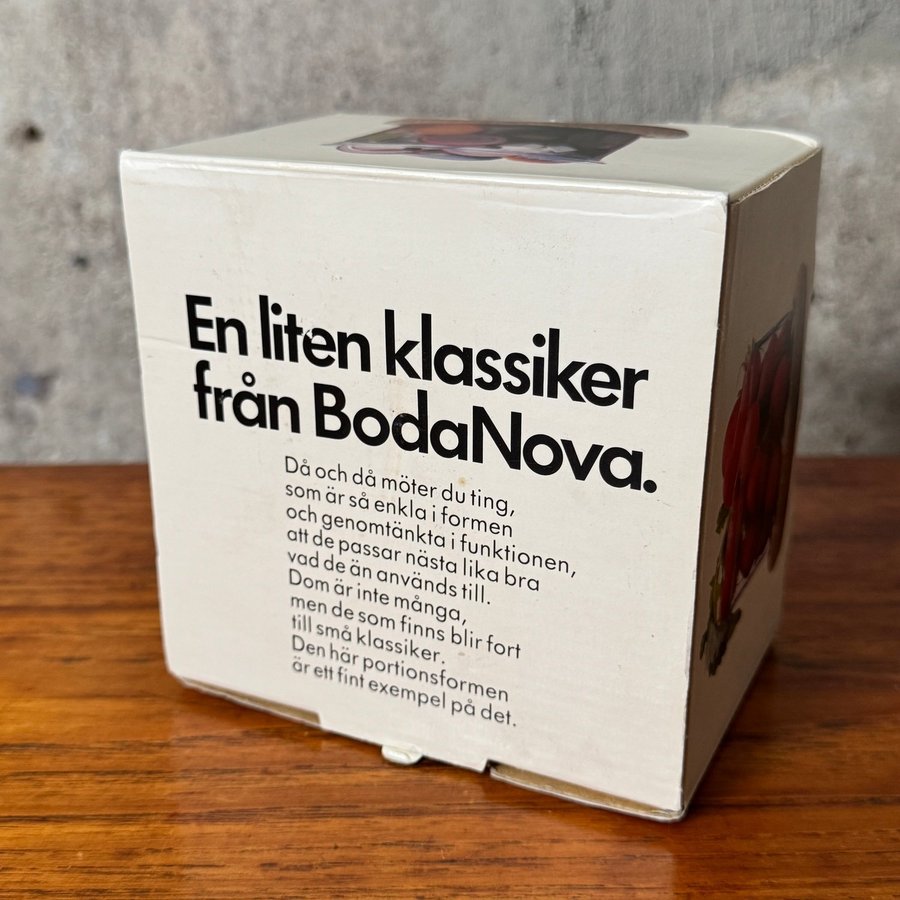 En liten klassiker
från BodaNova.
Då och då möter du ting,
som är så enkla i formen
och genomtänkta i funktionen,
att de passar nästa lika bra
vad de än används till.
Dom är inte många,
men de som finns blir fort
till små klassiker.
Den här portionsformen
är ett fint exempel på det.